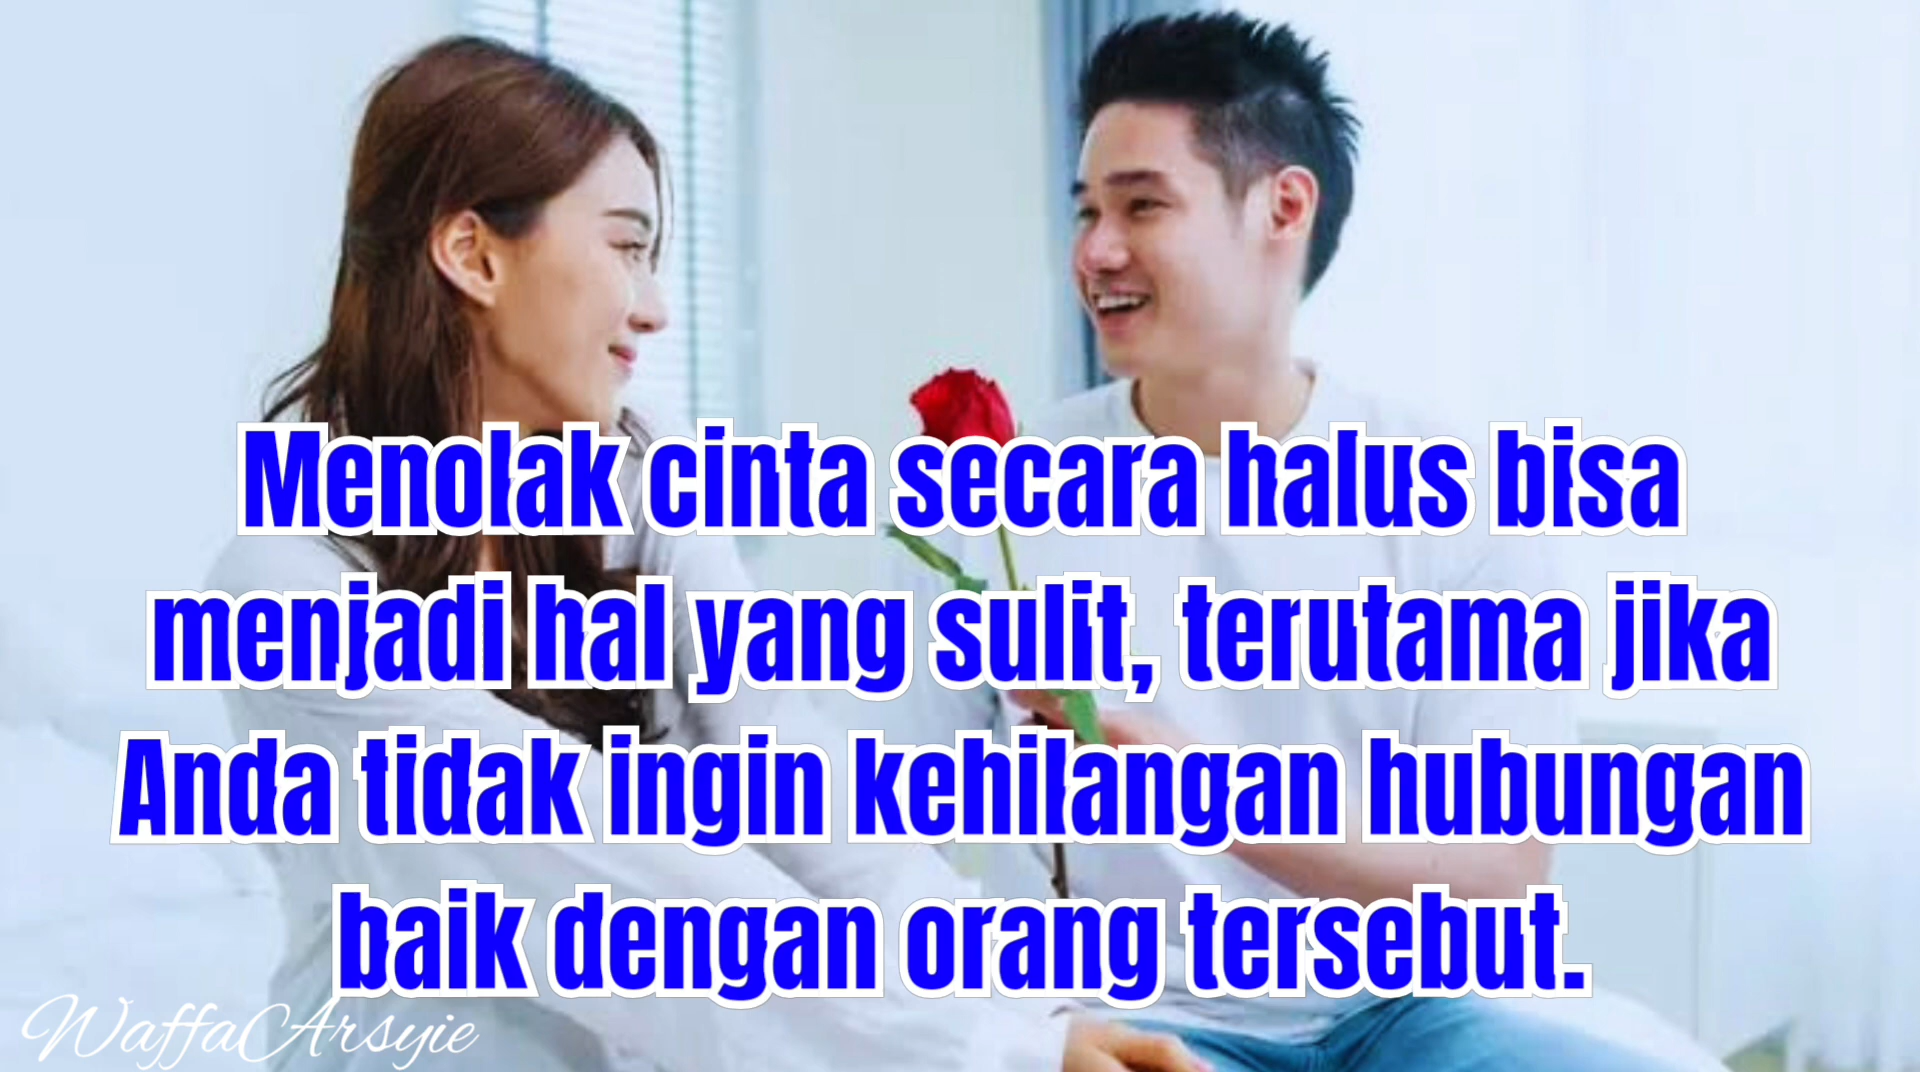 Menolak cinta secara halus bisa
menjadi hal yang sulit, terutama jika
Anda tidak ingin kehilangan hubungan
baik dengan orang tersebut.
WaffaArsyie